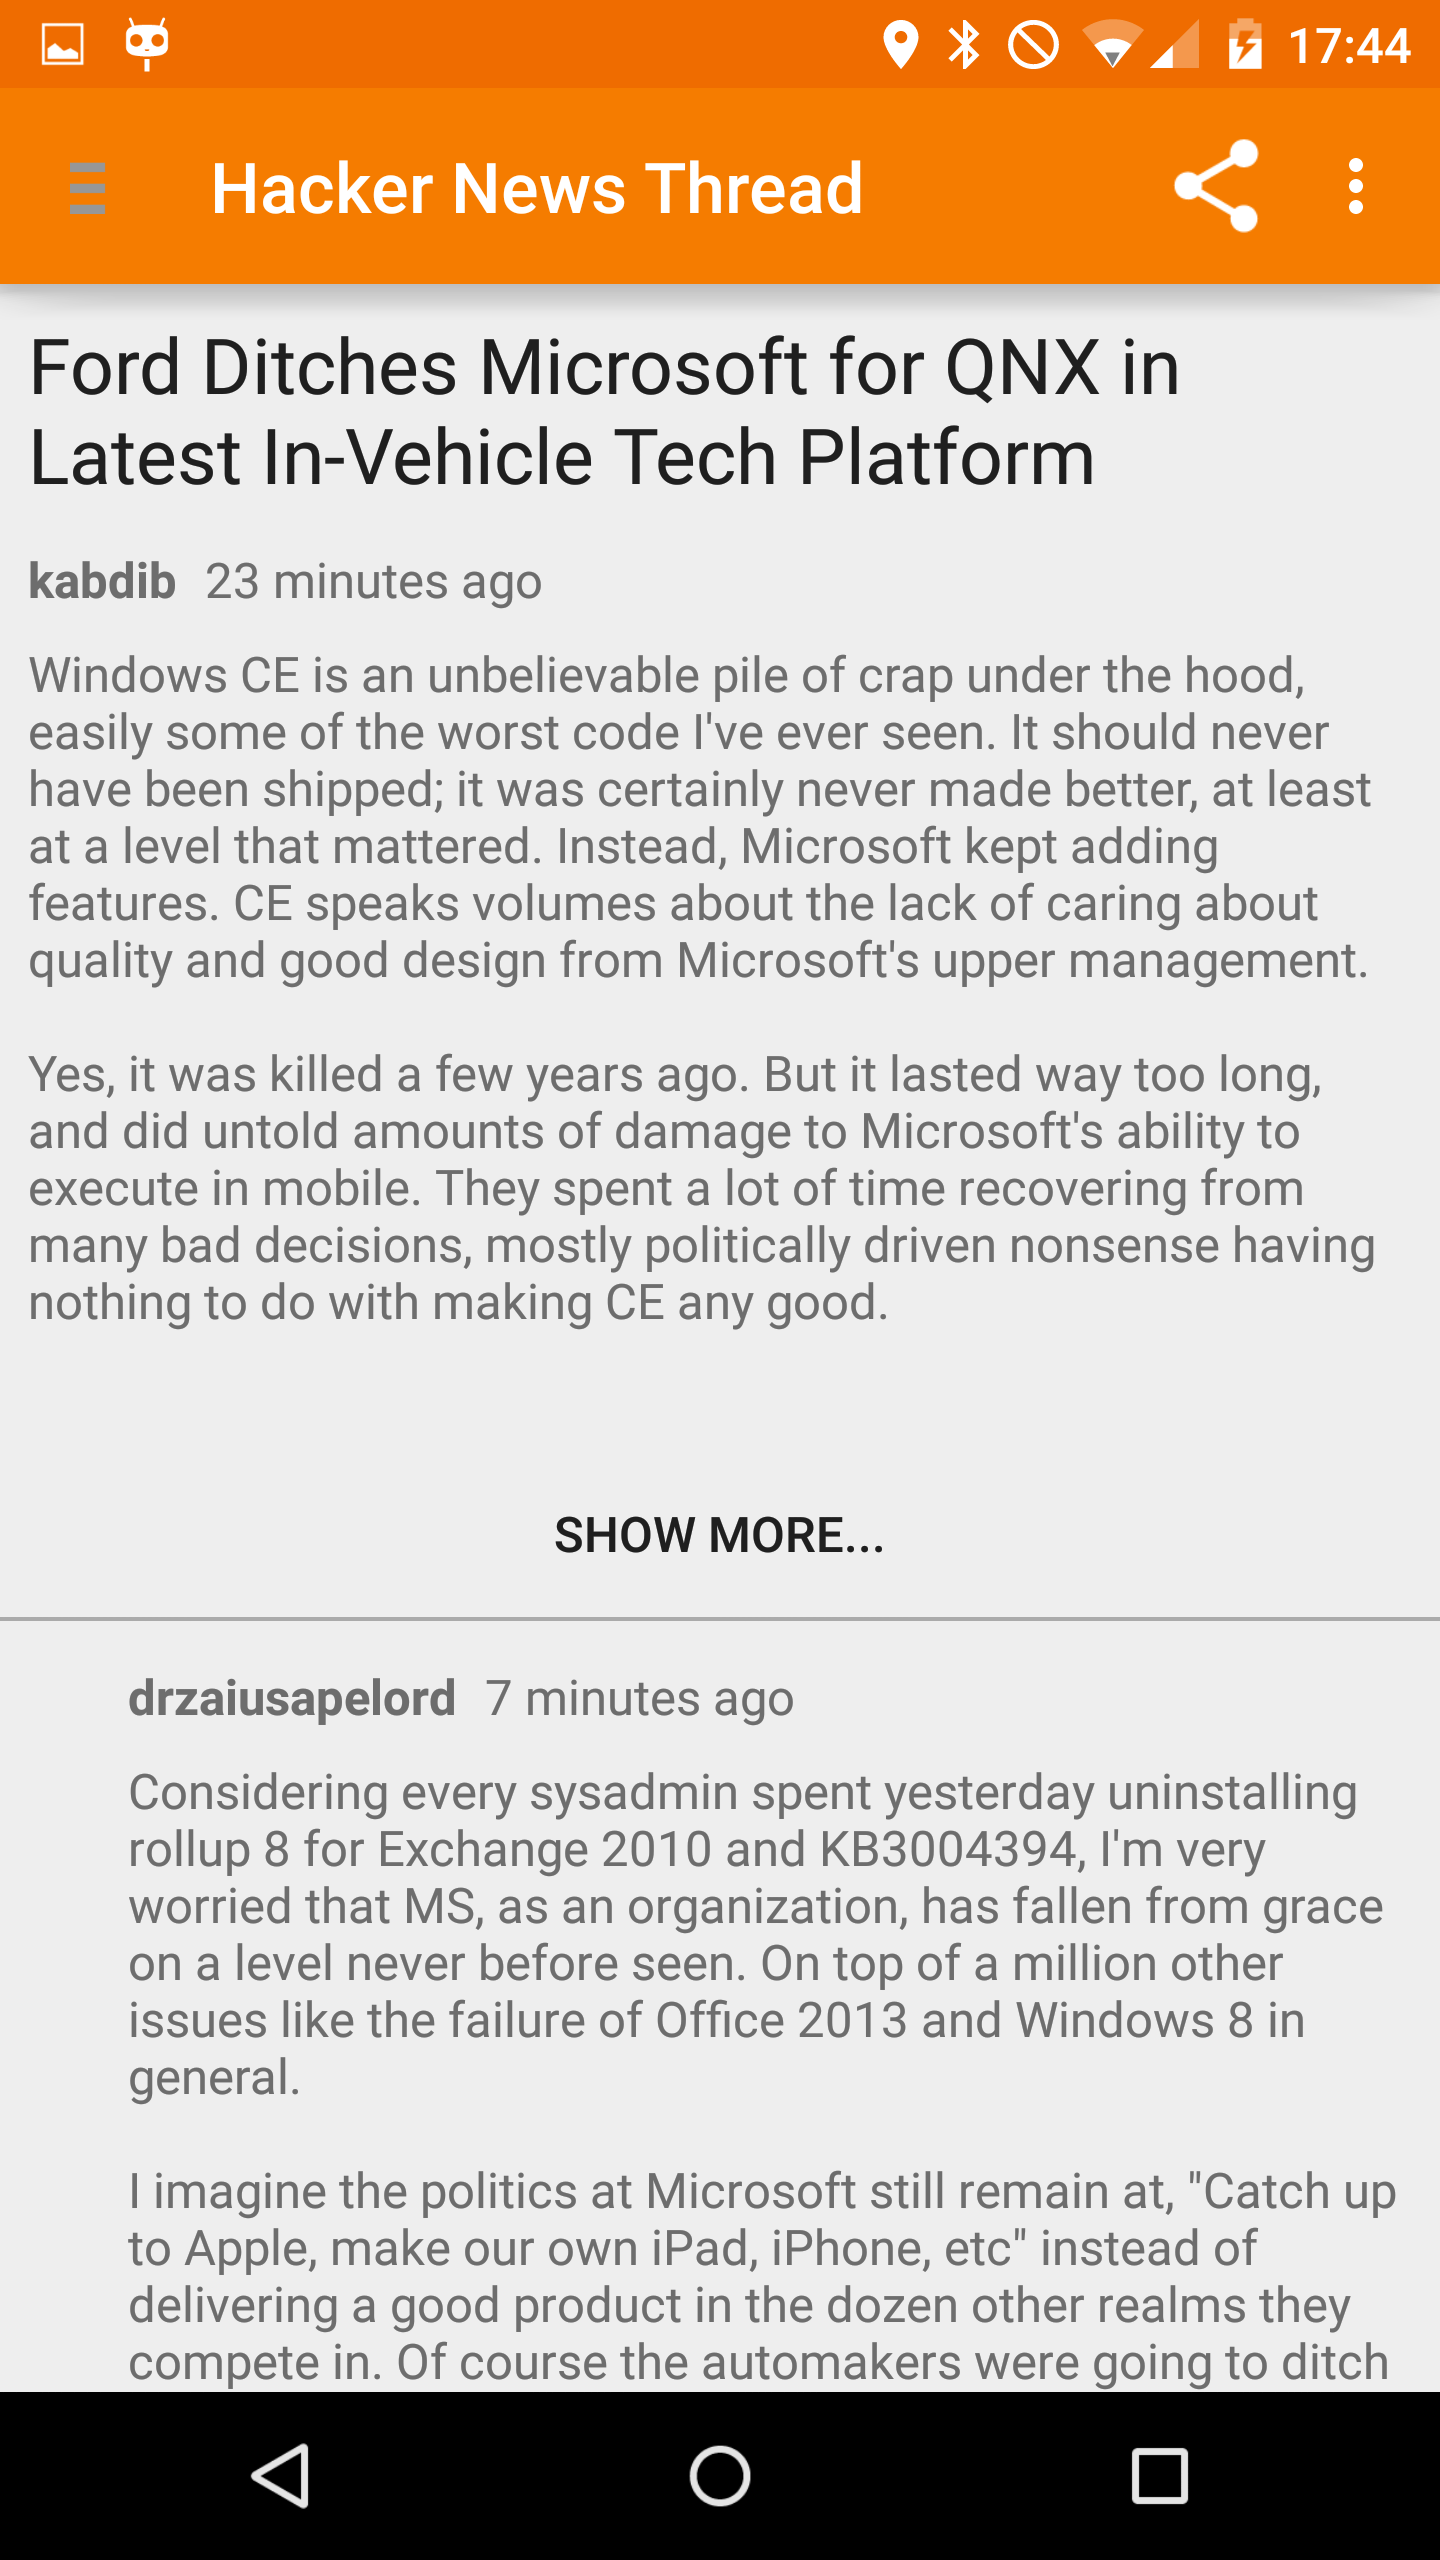 17:44
Hacker News Thread
Ford Ditches Microsoft for QNX in
Latest In-Vehicle Tech Platform
kabdib 23 minutes ago
Windows CE is an unbelievable pile of crap under the hood,
easily some of the worst code I've ever seen. It should never
have been shipped; it was certainly never made better, at least
at a level that mattered. Instead, Microsoft kept adding
features. CE speaks volumes about the lack of caring about
quality and good design from Microsoft's upper management.
Yes, it was killed a few years ago. But it lasted way too long,
and did untold amounts of damage to Microsoft's ability to
execute in mobile. They spent a lot of time recovering from
many bad decisions, mostly politically driven nonsense having
nothing to do with making CE any good.
SHOW MORE...
drzaiusapelord 7 minutes ago
Considering every sysadmin spent yesterday uninstalling
rollup 8 for Exchange 2010 and KB3004394, I'm very
worried that MS, as an organization, has fallen from grace
on a level never before seen. On top of a million other
issues like the failure of Office 2013 and Windows 8 in
general.
I imagine the politics at Microsoft still remain at, "Catch up
to Apple, make our own iPad, iPhone, etc" instead of
delivering a good product in the dozen other realms they
compete in. Of course the automakers were going to ditch